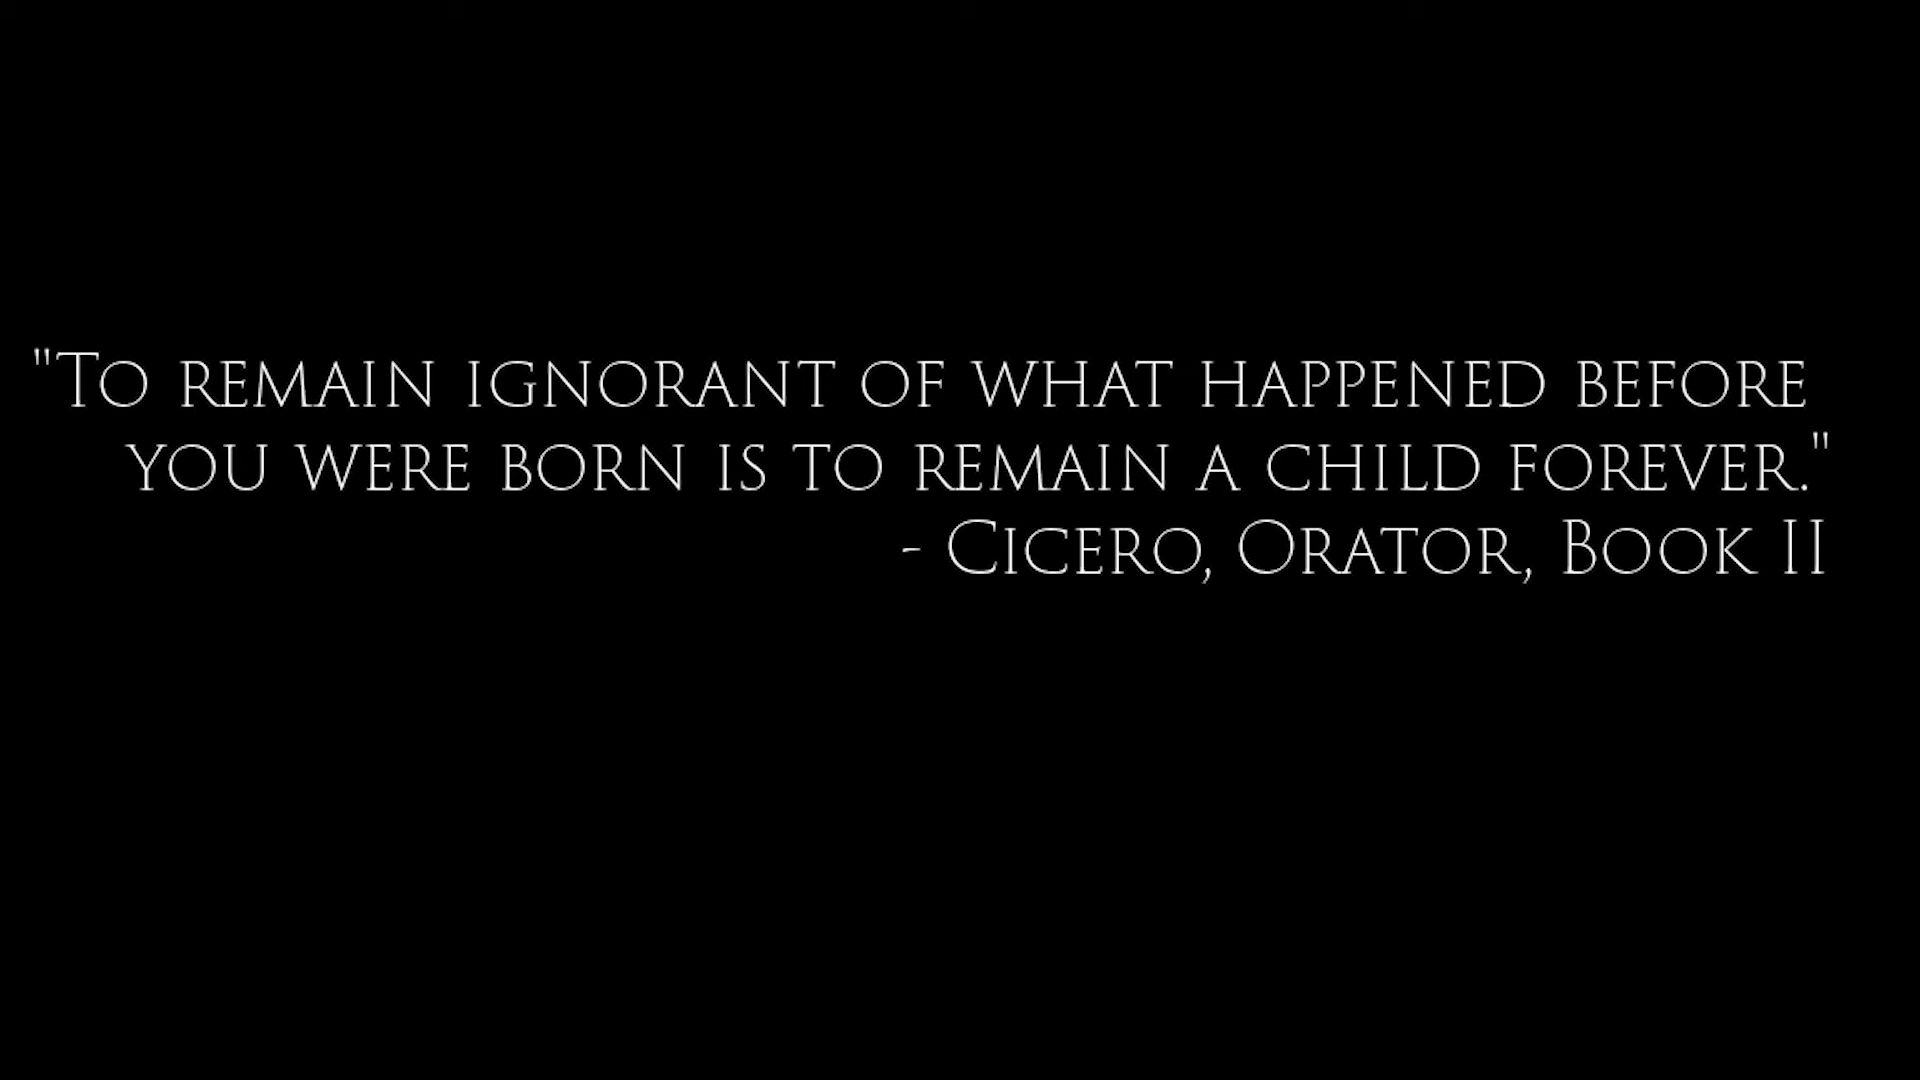 "To remain ignorant of what happened before
you were born is to remain a child forever."
- Cicero, Orator, Book II